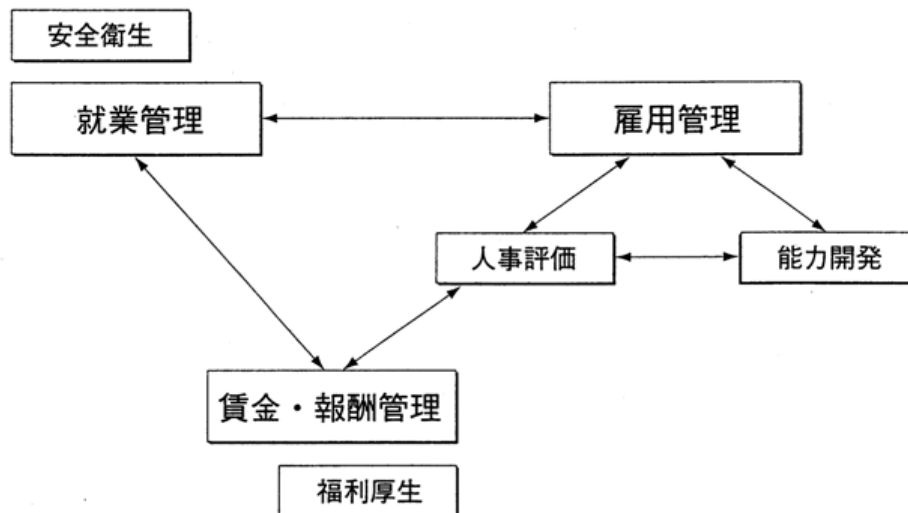 安全衛生
就業管理
雇用管理
人事評価
能力開発
賃金・報酬管理
福利厚生